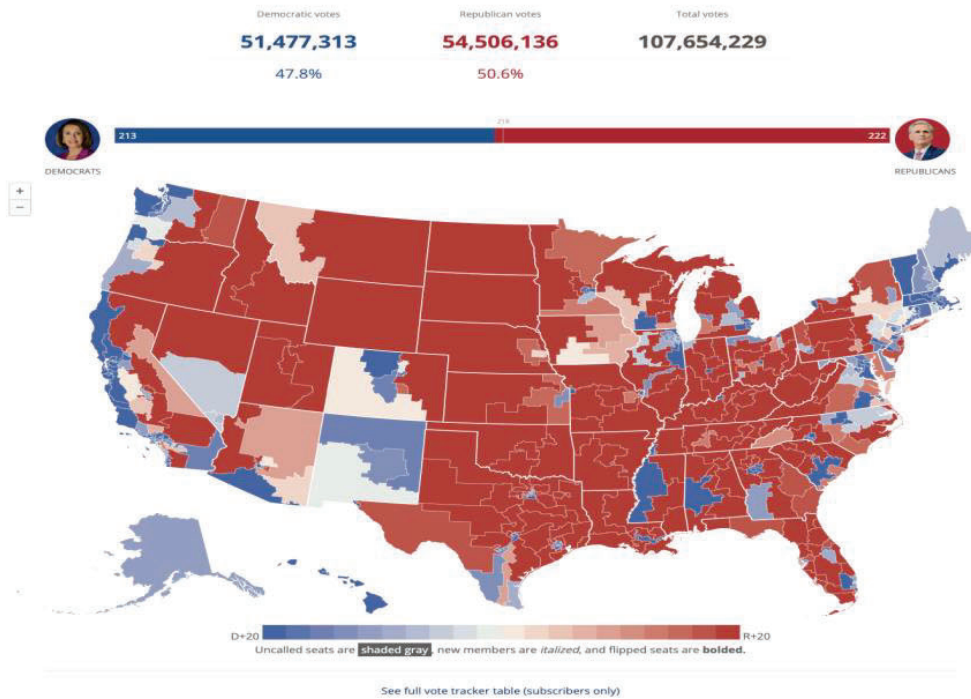 Democratic votes Republican votes Total votes
51,477,313 54,506,136 107,654,229
47.8% 50.6%
218
213 222
DEMOCRATS REPUBLICANS
+
−
D+20 R+20
Uncalled seats are shaded gray, new members are italized, and flipped seats are bolded.
See full vote tracker table (subscribers only)